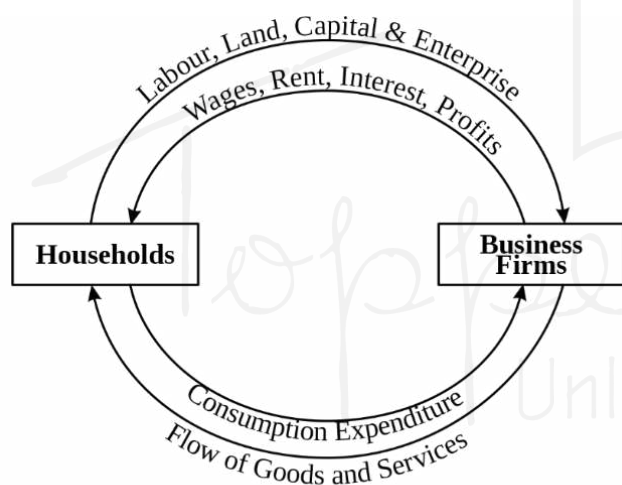 Labour, Land, Capital & Enterprise
Wages, Rent, Interest, Profits
Households
Business
Firms
Consumption Expenditure
Flow of Goods and Services